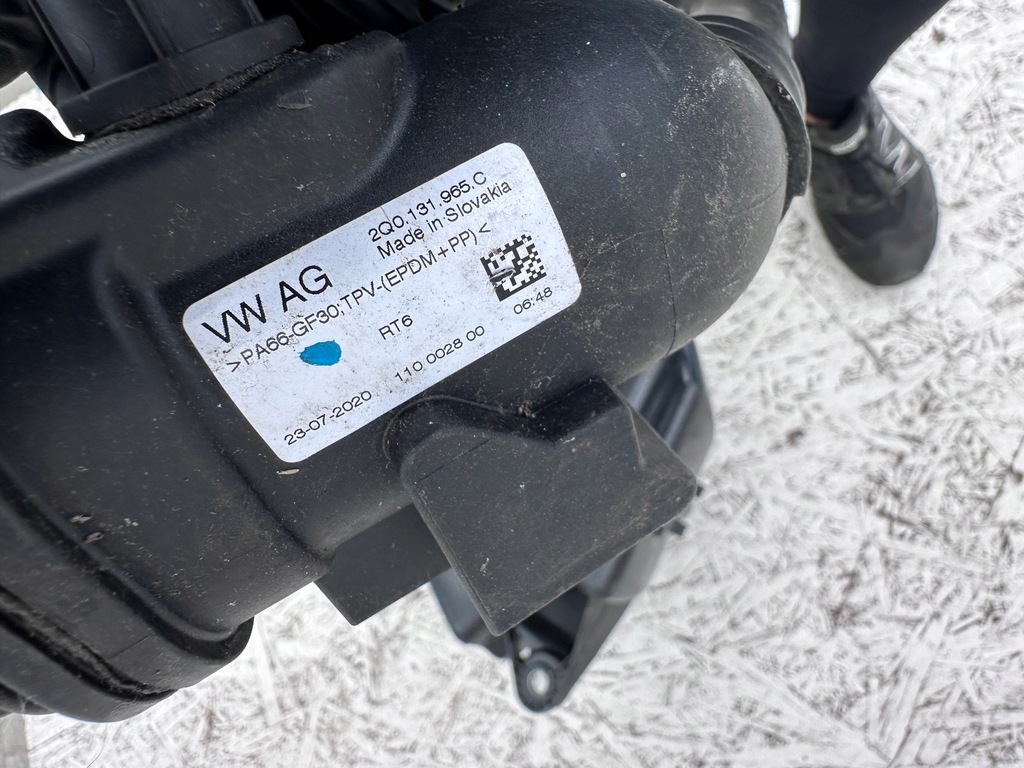 2Q0.131.965.C
Made in Slovakia
VW AG
>PA66-GF30;TPV-(EPDM+PP)<
RT6
06:48
23-07-2020 110 0028 00
N